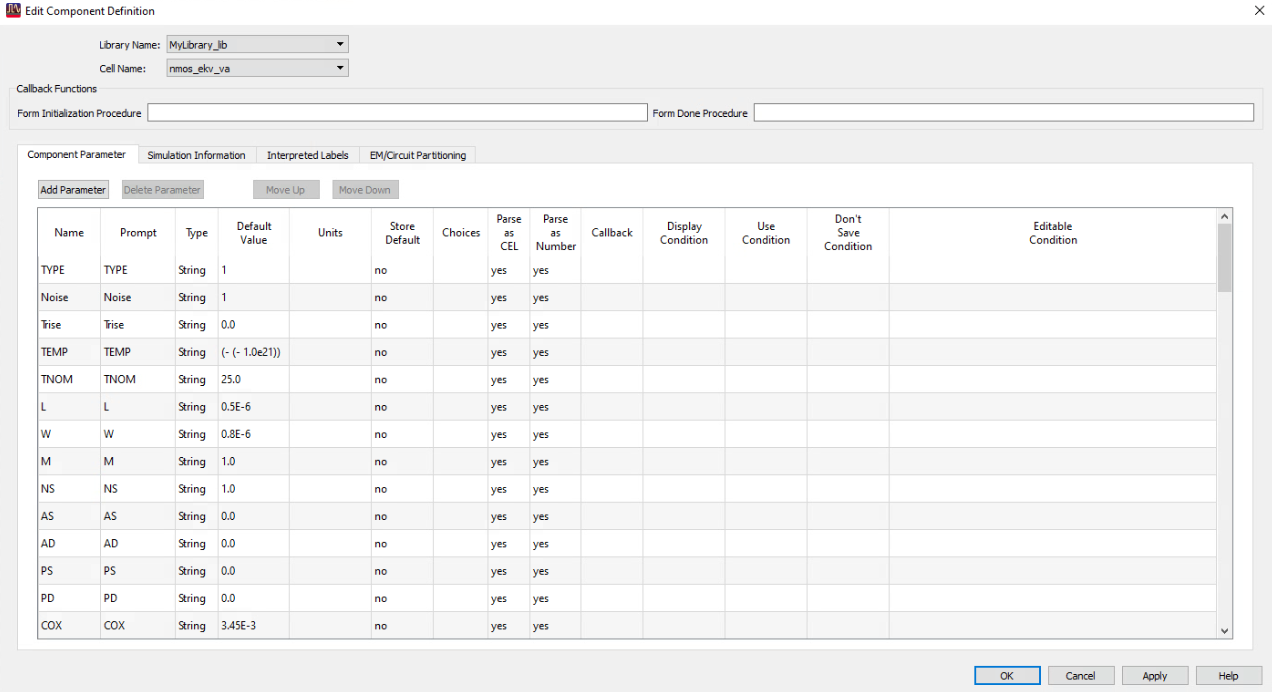 Edit Component Definition
Library Name: MyLibrary_lib
Cell Name: nmos_ekv_va
Callback Functions
Form Initialization Procedure Form Done Procedure
Component Parameter Simulation Information Interpreted Labels EM/Circuit Partitioning
Add Parameter Delete Parameter Move Up Move Down
Name Prompt Type Default Value Units Store Default Choices Parse as CEL Parse as Number Callback Display Condition Use Condition Don't Save Condition Editable Condition
TYPE TYPE String 1 no yes yes
Noise Noise String 1 no yes yes
Trise Trise String 0.0 no yes yes
TEMP TEMP String (- (- 1.0e21)) no yes yes
TNOM TNOM String 25.0 no yes yes
L L String 0.5E-6 no yes yes
W W String 0.8E-6 no yes yes
M M String 1.0 no yes yes
NS NS String 1.0 no yes yes
AS AS String 0.0 no yes yes
AD AD String 0.0 no yes yes
PS PS String 0.0 no yes yes
PD PD String 0.0 no yes yes
COX COX String 3.45E-3 no yes yes
OK Cancel Apply Help